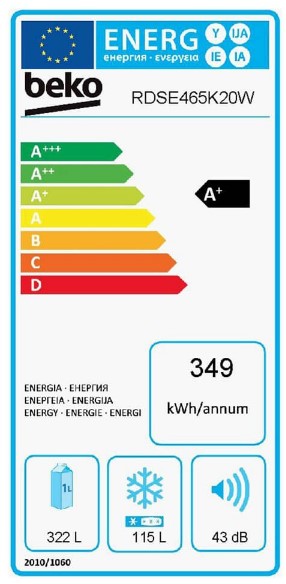 ENERG Y IJA
енергия · ενεργεια IE IA
beko
RDSE465K20W
A+++
A++
A+
A+
A
B
C
D
349
kWh/annum
ENERGIA · ЕНЕРГИЯ
ΕΝΕΡΓΕΙΑ · ENERGIJA
ENERGY · ENERGIE · ENERGI
1L
322 L
115 L
43 dB
2010/1060